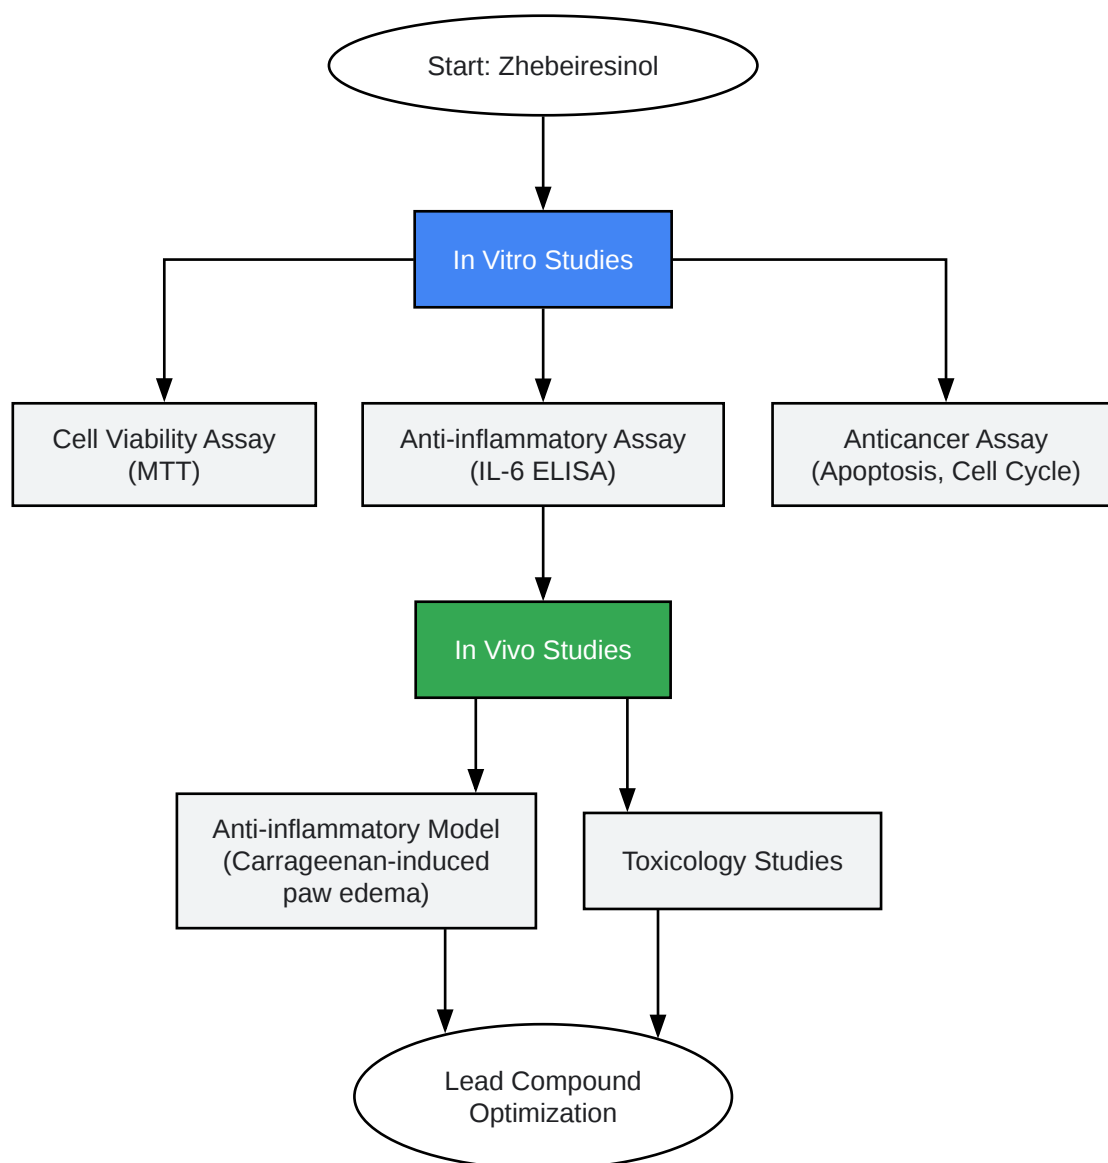 Start: Zhebeiresinol
In Vitro Studies
Cell Viability Assay
(MTT)
Anti-inflammatory Assay
(IL-6 ELISA)
Anticancer Assay
(Apoptosis, Cell Cycle)
In Vivo Studies
Anti-inflammatory Model
(Carrageenan-induced
paw edema)
Toxicology Studies
Lead Compound
Optimization